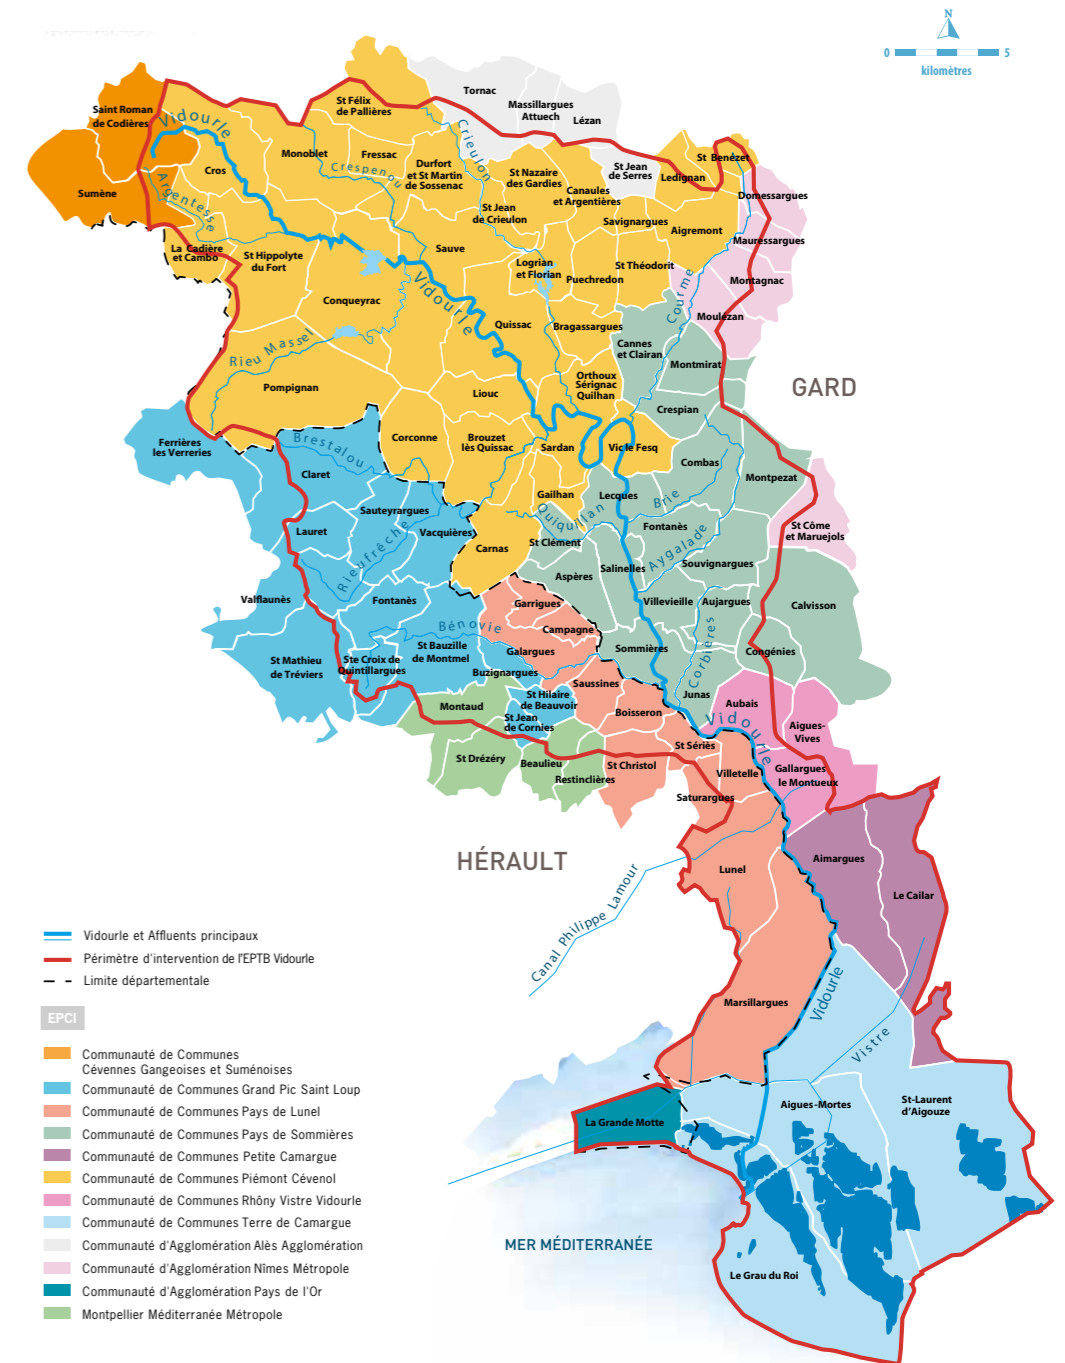 N
0 5
kilomètres
Tornac
Massillargues
Attuech
Lézan
St Félix
de Pallières
Saint Roman
de Codières
Vidourle
Crieulon
Monoblet
Fressac
Crespenou
Durfort
et St Martin
de Sossenac
St Nazaire
des Gardies
Canaules
et Argentières
St Jean
de Serres
Ledignan
St Benézet
Domessargues
Cros
Sumène
Argentesse
St Jean
de Crieulon
Savignargues
Aigremont
Mauressargues
La Cadière
et Cambo
St Hippolyte
du Fort
Sauve
Logrian
et Florian
Puechredon
St Théodorit
Montagnac
Conqueyrac
Vidourle
Courme
Moulézan
Quissac
Bragassargues
Cannes
et Clairan
Montmirat
Rieu Massel
Pompignan
Liouc
Orthoux
Sérignac
Quilhan
GARD
Crespian
Ferrières
les Verreries
Brestalou
Corconne
Brouzet
lès Quissac
Sardan
Vic le Fesq
Combas
Montpezat
Claret
Gailhan
Lecques
Brie
Sauteyrargues
Quiquillan
Fontanès
St Côme
et Maruejols
Lauret
Rieufrêche
Vacquières
Carnas
St Clément
Aygalade
Souvignargues
Aspères
Salinelles
Valflaunès
Fontanès
Garrigues
Villevieille
Aujargues
Calvisson
Bénovie
Campagne
St Mathieu
de Tréviers
Ste Croix de
Quintillargues
St Bauzille
de Montmel
Galargues
Sommières
Corbières
Congénies
Buzignargues
Saussines
Junas
Montaud
St Hilaire
de Beauvoir
Boisseron
Aubais
St Jean
de Cornies
Vidourle
Aigues-
Vives
St Drézéry
Beaulieu
Restinclières
St Christol
St Sériès
Villetelle
Gallargues
le Montueux
Saturargues
HÉRAULT
Lunel
Aimargues
Le Cailar
Canal Philippe Lamour
Marsillargues
Vidourle
Vistre
La Grande Motte
Aigues-Mortes
St-Laurent
d'Aigouze
MER MÉDITERRANÉE
Le Grau du Roi
Vidourle et Affluents principaux
Périmètre d'intervention de l'EPTB Vidourle
Limite départementale
EPCI
Communauté de Communes
Cévennes Gangeoises et Suménoises
Communauté de Communes Grand Pic Saint Loup
Communauté de Communes Pays de Lunel
Communauté de Communes Pays de Sommières
Communauté de Communes Petite Camargue
Communauté de Communes Piémont Cévenol
Communauté de Communes Rhôny Vistre Vidourle
Communauté de Communes Terre de Camargue
Communauté d'Agglomération Alès Agglomération
Communauté d'Agglomération Nîmes Métropole
Communauté d'Agglomération Pays de l'Or
Montpellier Méditerranée Métropole